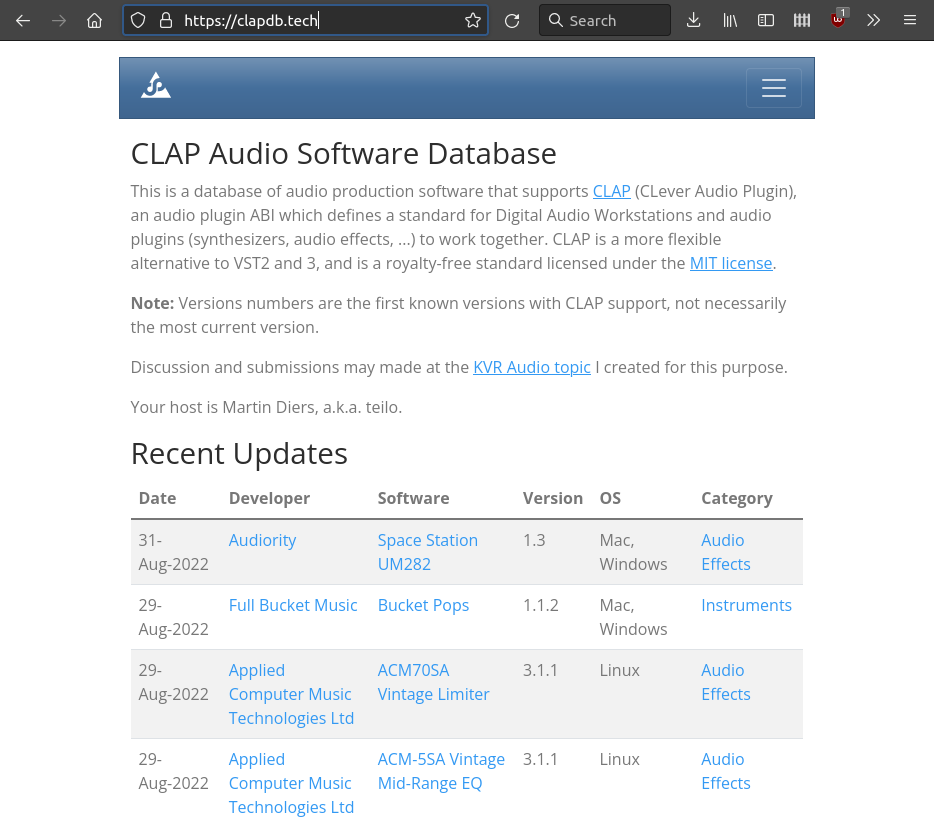 https://clapdb.tech
Search
1
CLAP Audio Software Database
This is a database of audio production software that supports CLAP (CLever Audio Plugin),
an audio plugin ABI which defines a standard for Digital Audio Workstations and audio
plugins (synthesizers, audio effects, ...) to work together. CLAP is a more flexible
alternative to VST2 and 3, and is a royalty-free standard licensed under the MIT license.
Note: Versions numbers are the first known versions with CLAP support, not necessarily
the most current version.
Discussion and submissions may made at the KVR Audio topic I created for this purpose.
Your host is Martin Diers, a.k.a. teilo.
Recent Updates
Date Developer Software Version OS Category
31- Audiority Space Station 1.3 Mac, Audio
Aug-2022 UM282 Windows Effects
29- Full Bucket Music Bucket Pops 1.1.2 Mac, Instruments
Aug-2022 Windows
29- Applied ACM70SA 3.1.1 Linux Audio
Aug-2022 Computer Music Vintage Limiter Effects
Technologies Ltd
29- Applied ACM-5SA Vintage 3.1.1 Linux Audio
Aug-2022 Computer Music Mid-Range EQ Effects
Technologies Ltd